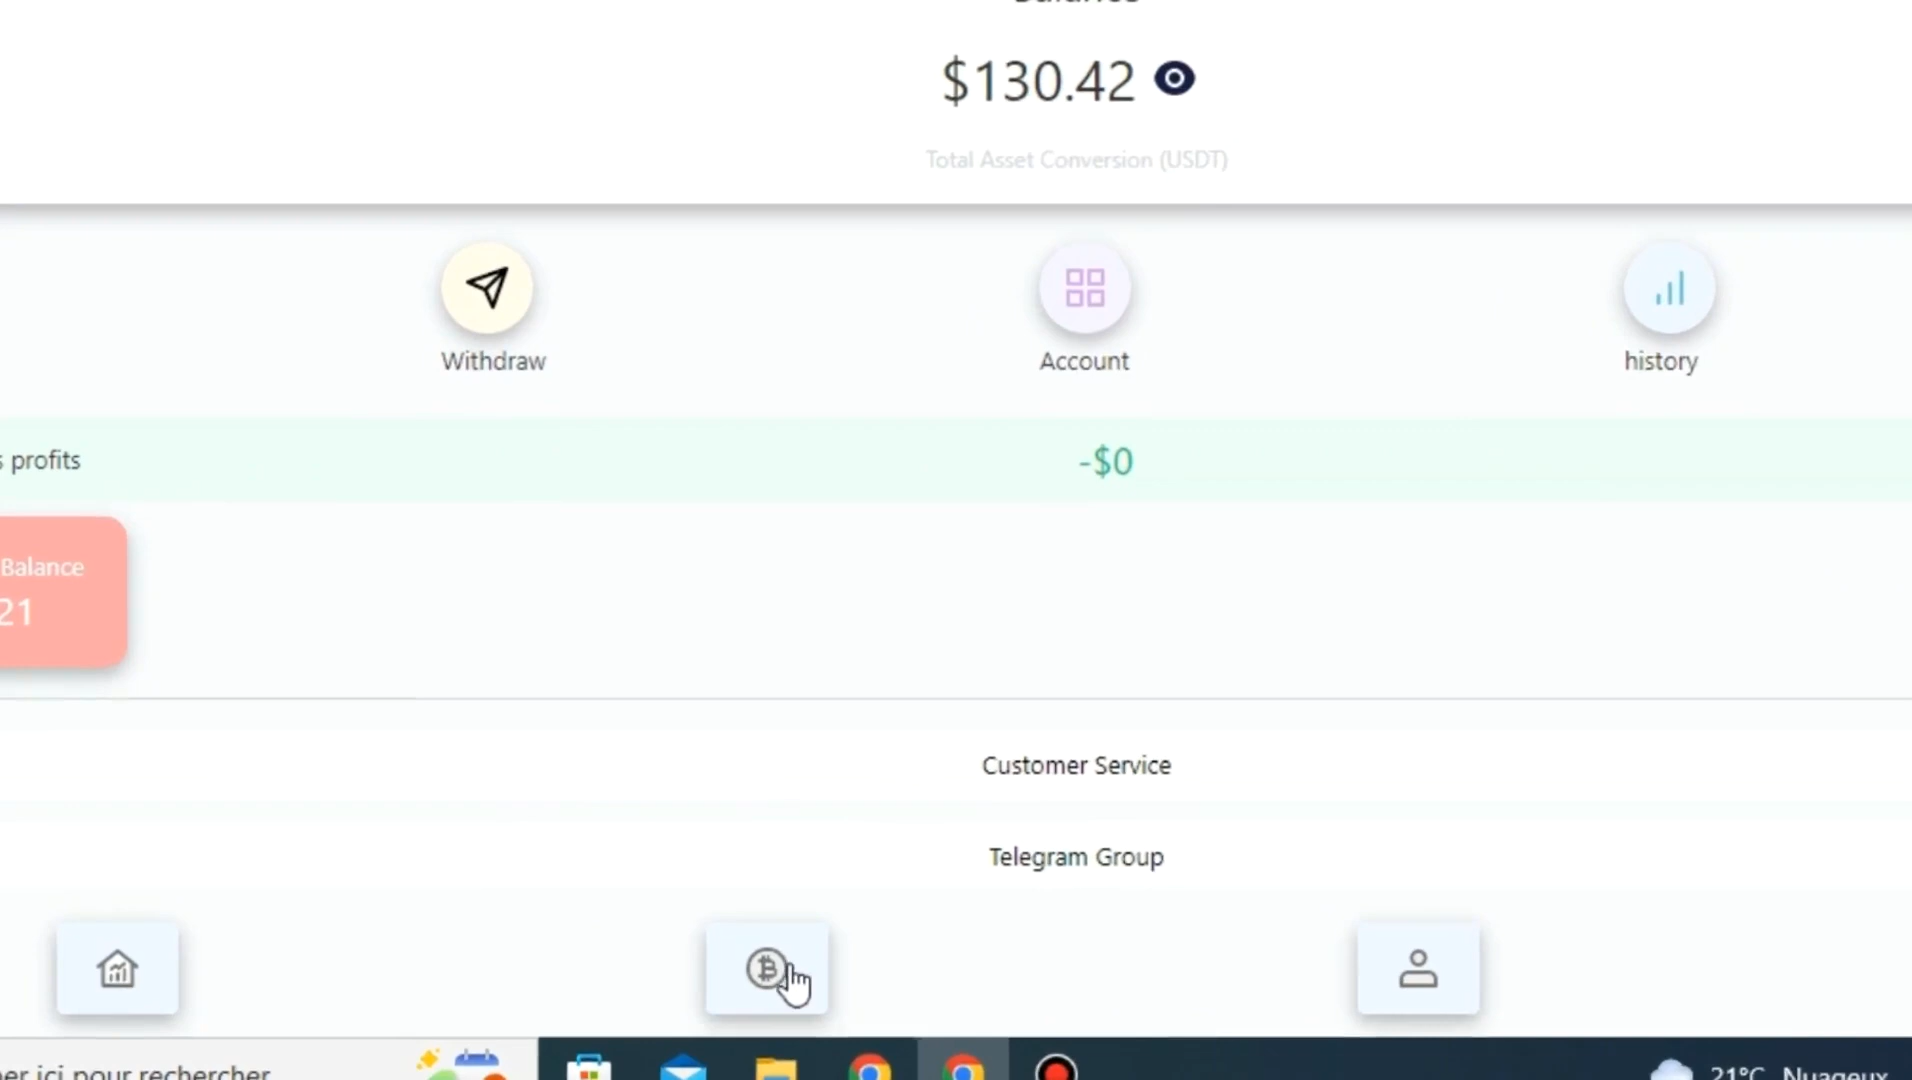 Balance
$130.42
Total Asset Conversion (USDT)
Withdraw
Account
history
profits
-$0
Balance
21
Customer Service
Telegram Group
ici pour rechercher
21°C Nuageux